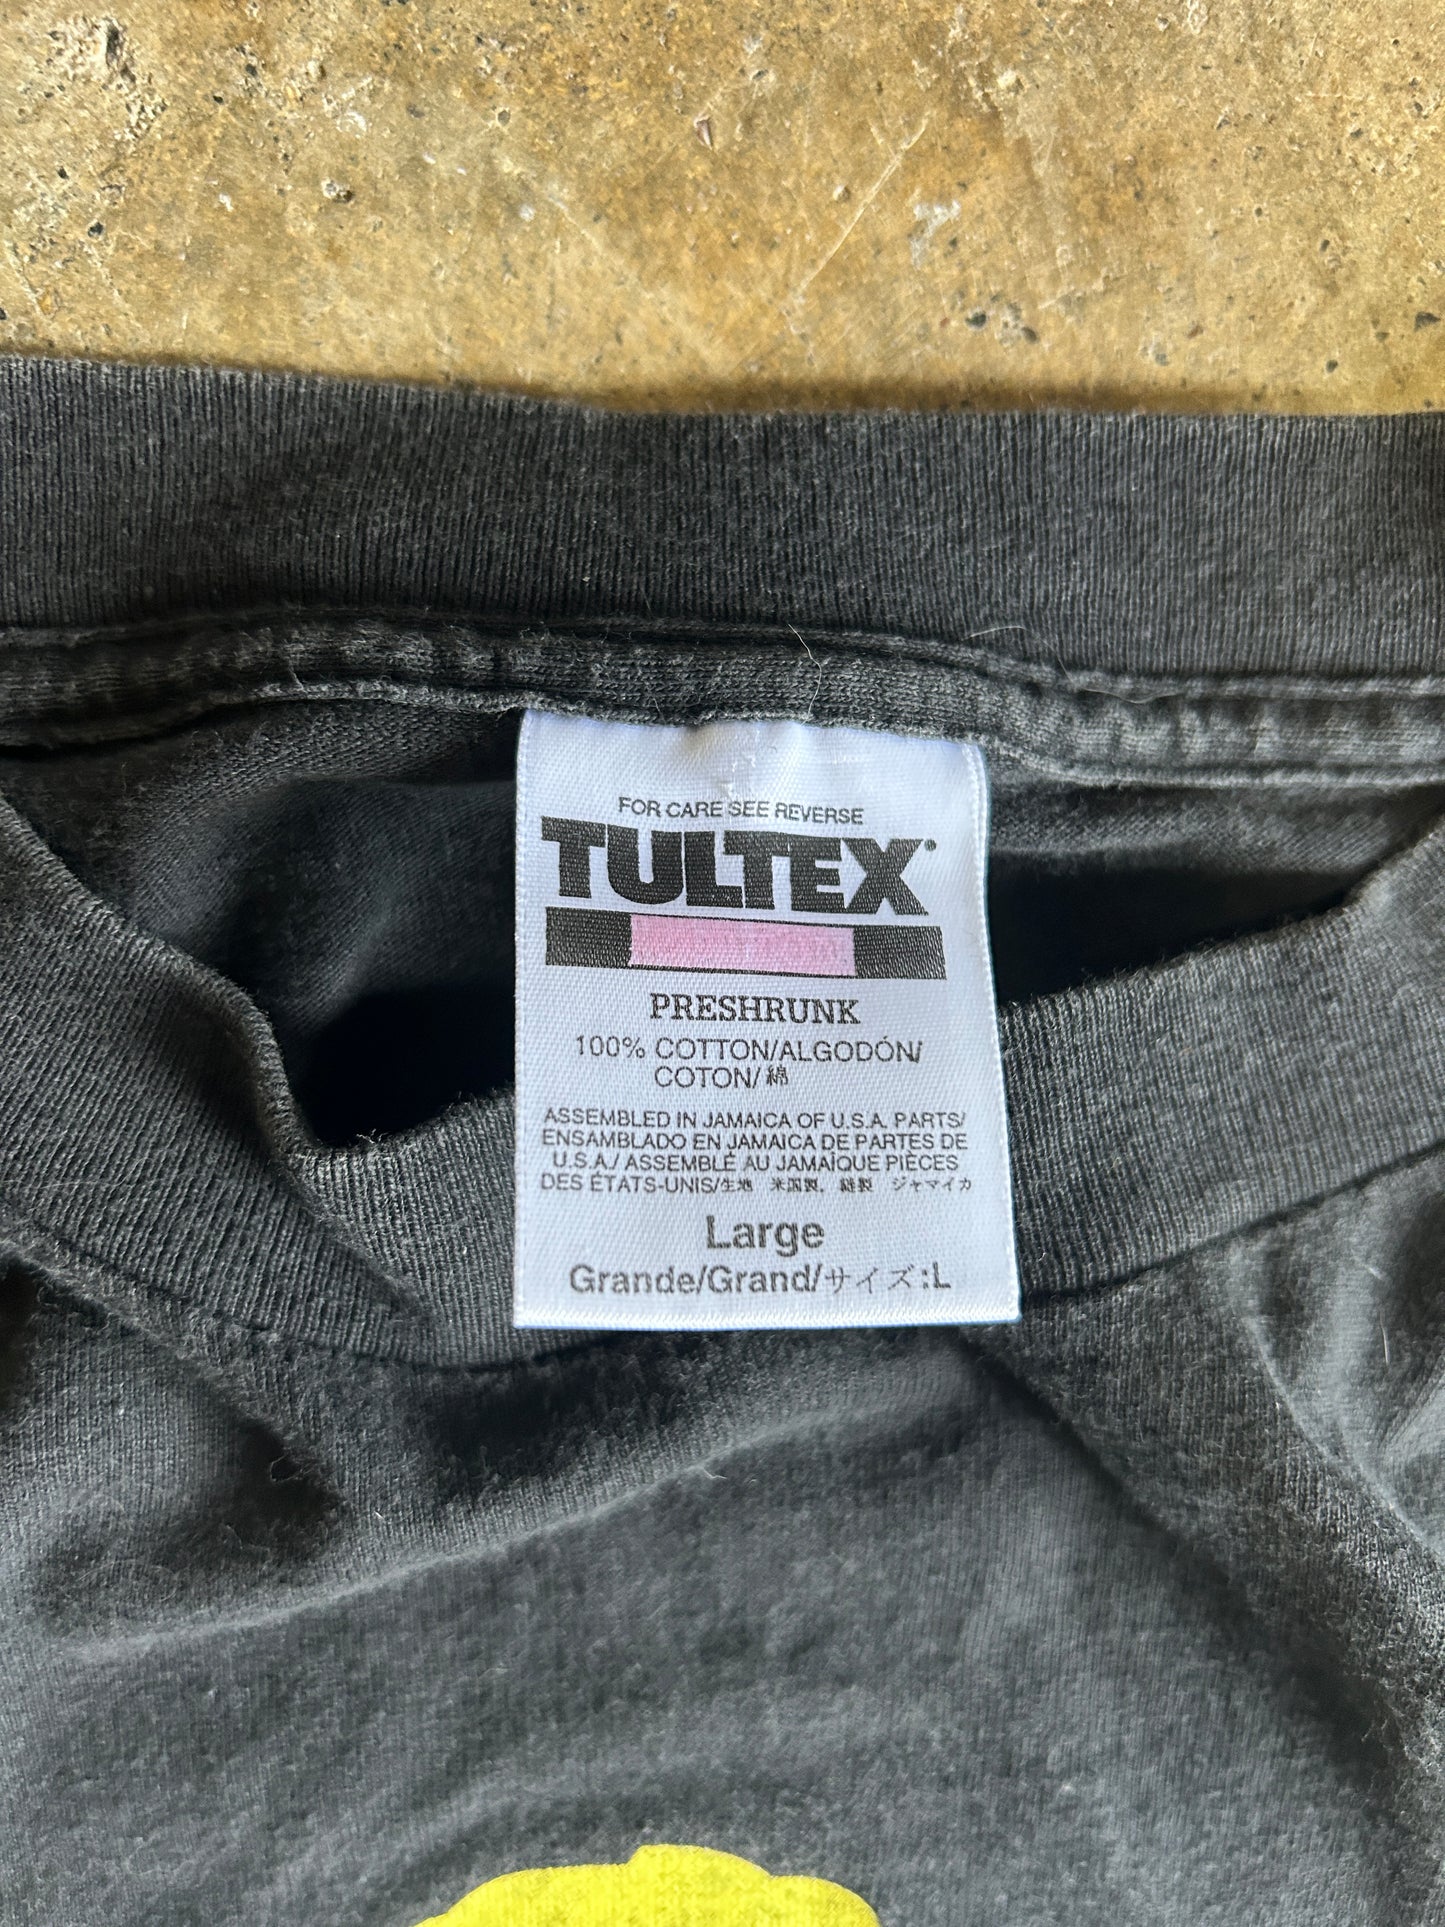 FOR CARE SEE REVERSE
TULTEX
PRESHRUNK
100% COTTON/ALGODÓN/
COTON/綿
ASSEMBLED IN JAMAICA OF U.S.A. PARTS/
ENSAMBLADO EN JAMAICA DE PARTES DE
U.S.A./ ASSEMBLÉ AU JAMAÏQUE PIÈCES
DES ÉTATS-UNIS/生地 米国製, 縫製 ジャマイカ
Large
Grande/Grand/サイズ:L